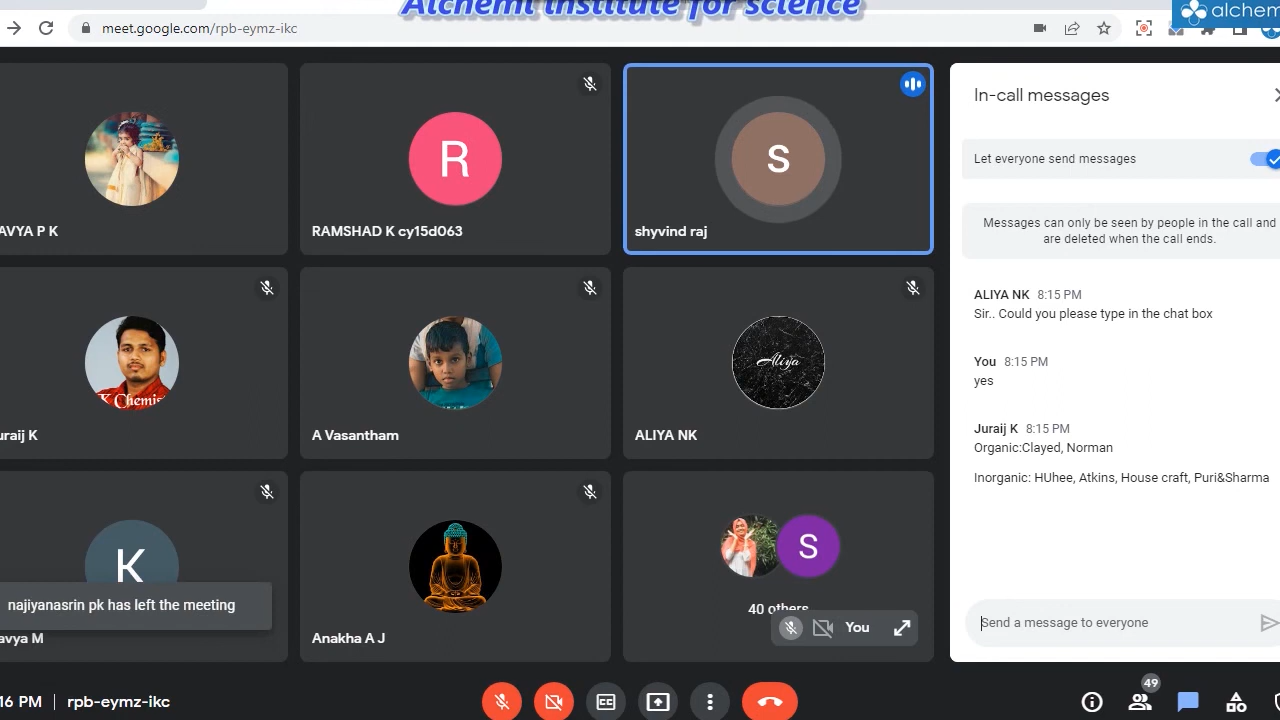 Alchemi institute for science
alchem
meet.google.com/rpb-eymz-ikc
AVYA P K
R
RAMSHAD K cy15d063
S
shyvind raj
K Chemis
uraij K
A Vasantham
Aliya
ALIYA NK
K
najiyanasrin pk has left the meeting
avya M
Anakha A J
S
40 others
You
In-call messages
Let everyone send messages
Messages can only be seen by people in the call and
are deleted when the call ends.
ALIYA NK 8:15 PM
Sir.. Could you please type in the chat box
You 8:15 PM
yes
Juraij K 8:15 PM
Organic:Clayed, Norman
Inorganic: HUhee, Atkins, House craft, Puri&Sharma
Send a message to everyone
16 PM | rpb-eymz-ikc
CC
49